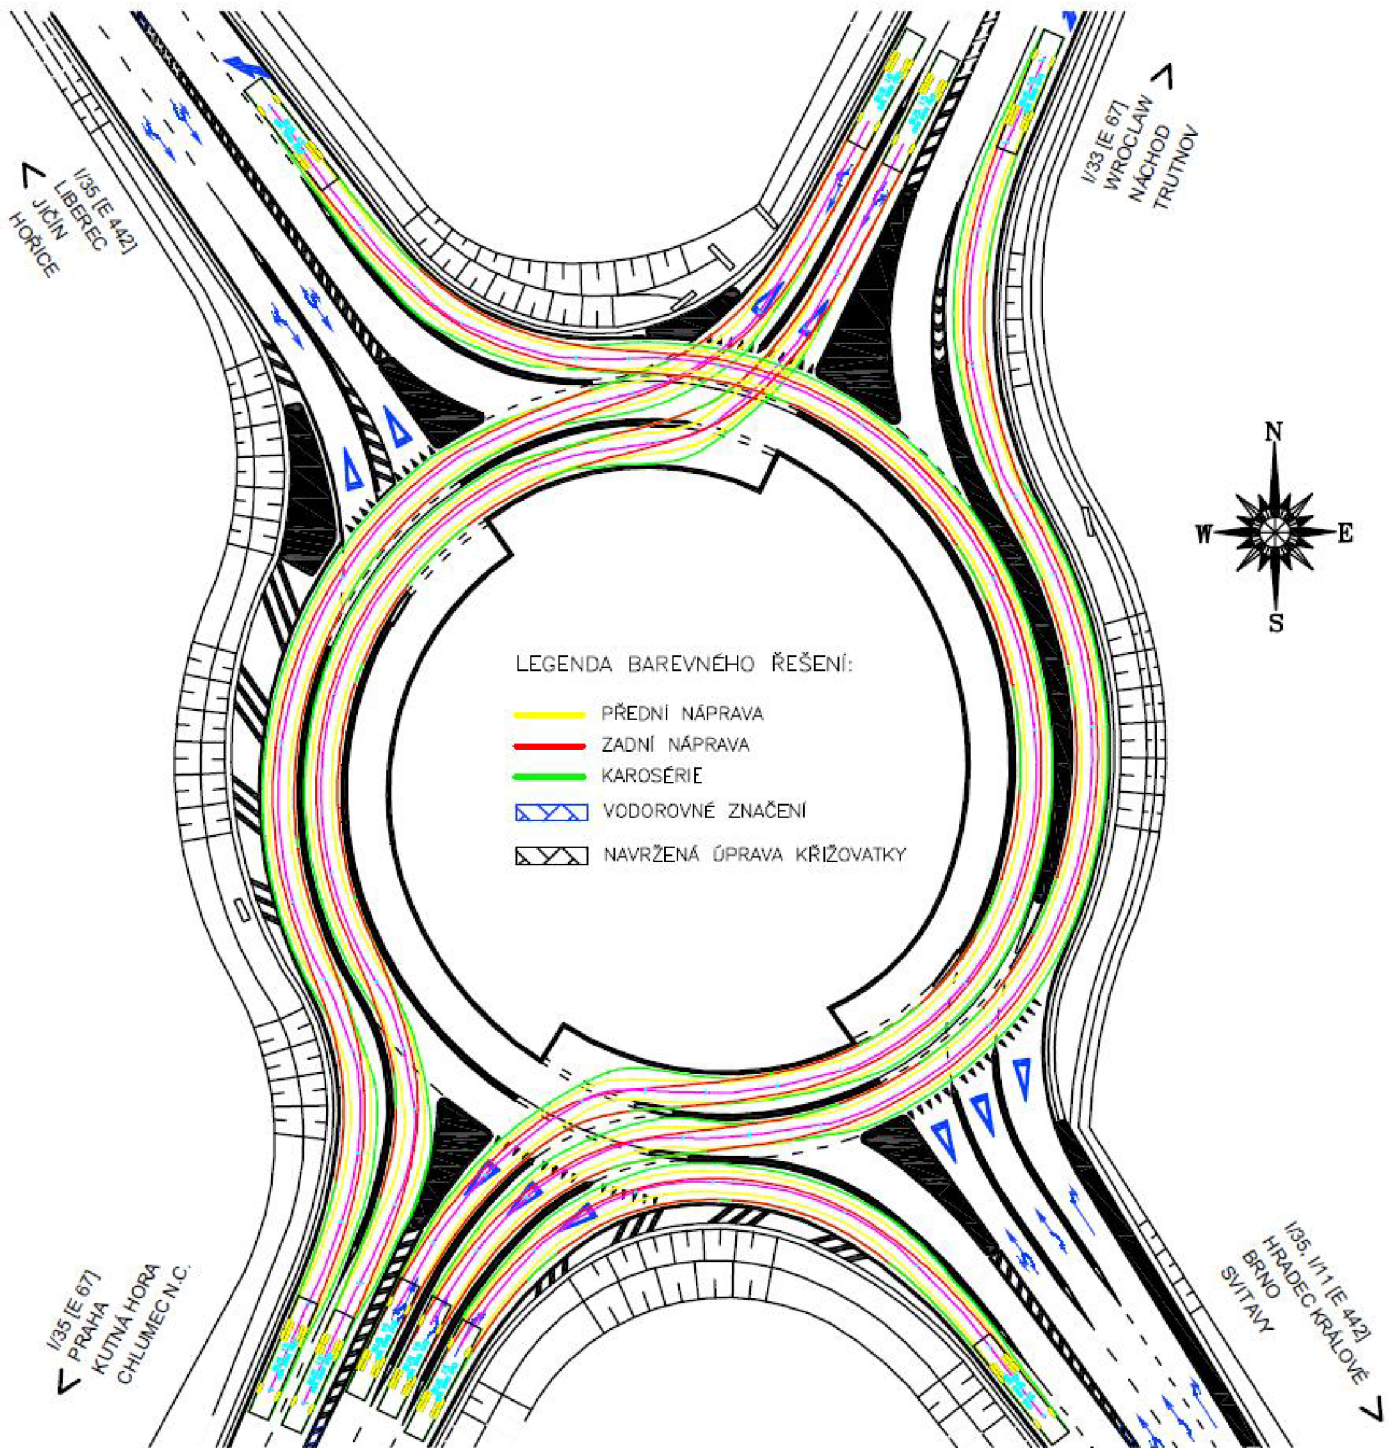 I/33 [E 67]
WROCLAW
NÁCHOD
TRUTNOV
I/35 [E 442]
LIBEREC
JIČÍN
HOŘICE
N
W
E
S
LEGENDA BAREVNÉHO ŘEŠENÍ:
PŘEDNÍ NÁPRAVA
ZADNÍ NÁPRAVA
KAROSÉRIE
VODOROVNÉ ZNAČENÍ
NAVRŽENÁ ÚPRAVA KŘIŽOVATKY
I/35 [E 67]
PRAHA
KUTNÁ HORA
CHLUMEC N.C.
I/35, I/11 [E 442]
HRADEC KRÁLOVÉ
BRNO
SVITAVY